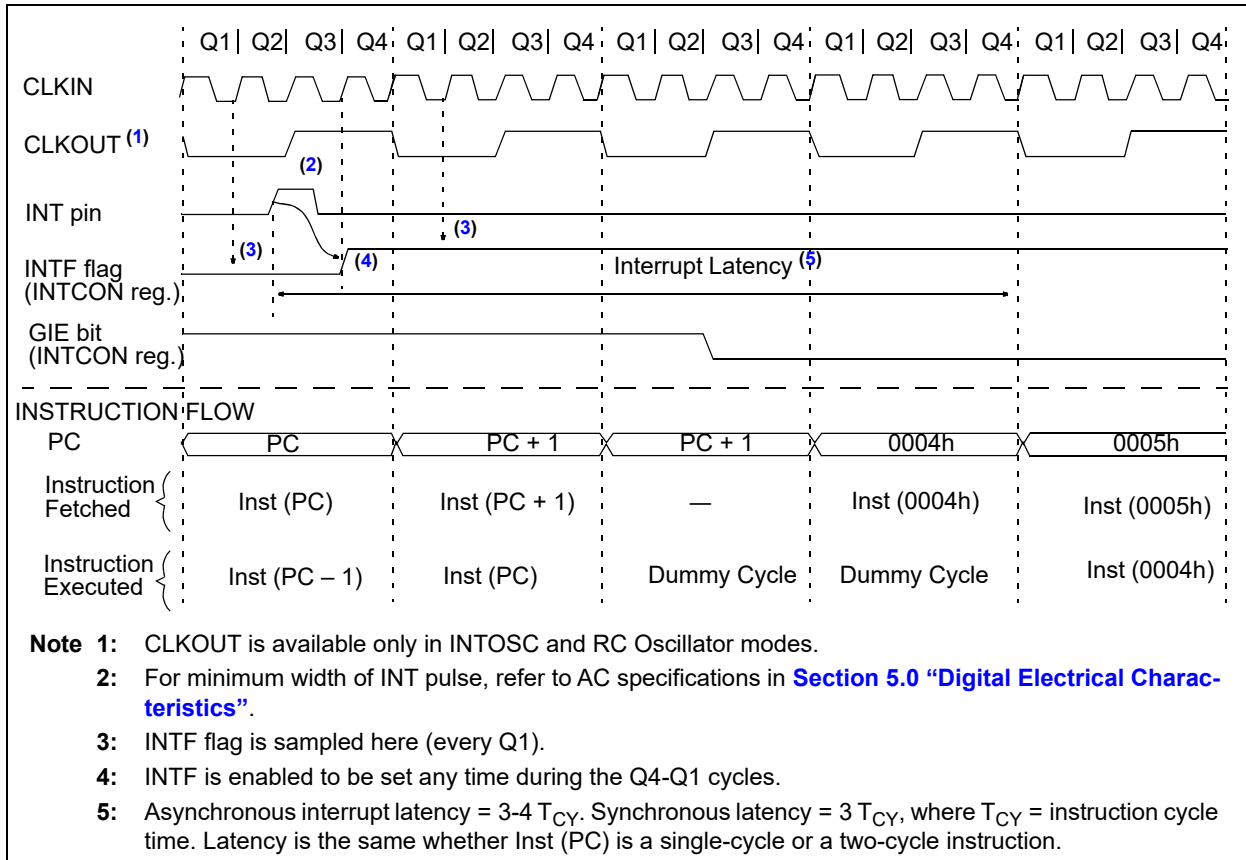 Q1| Q2| Q3| Q4 Q1| Q2| Q3| Q4 Q1| Q2| Q3| Q4 Q1| Q2| Q3| Q4 Q1| Q2| Q3| Q4
CLKIN
CLKOUT (1)
(2)
INT pin
(3) (3)
(4)
INTF flag
(INTCON reg.)
Interrupt Latency (5)
GIE bit
(INTCON reg.)
INSTRUCTION FLOW
PC PC PC + 1 PC + 1 0004h 0005h
Instruction
Fetched
Inst (PC) Inst (PC + 1) — Inst (0004h) Inst (0005h)
Instruction
Executed
Inst (PC – 1) Inst (PC) Dummy Cycle Dummy Cycle Inst (0004h)
Note 1: CLKOUT is available only in INTOSC and RC Oscillator modes.
2: For minimum width of INT pulse, refer to AC specifications in Section 5.0 “Digital Electrical Charac-
teristics”.
3: INTF flag is sampled here (every Q1).
4: INTF is enabled to be set any time during the Q4-Q1 cycles.
5: Asynchronous interrupt latency = 3-4 TCY. Synchronous latency = 3 TCY, where TCY = instruction cycle
time. Latency is the same whether Inst (PC) is a single-cycle or a two-cycle instruction.